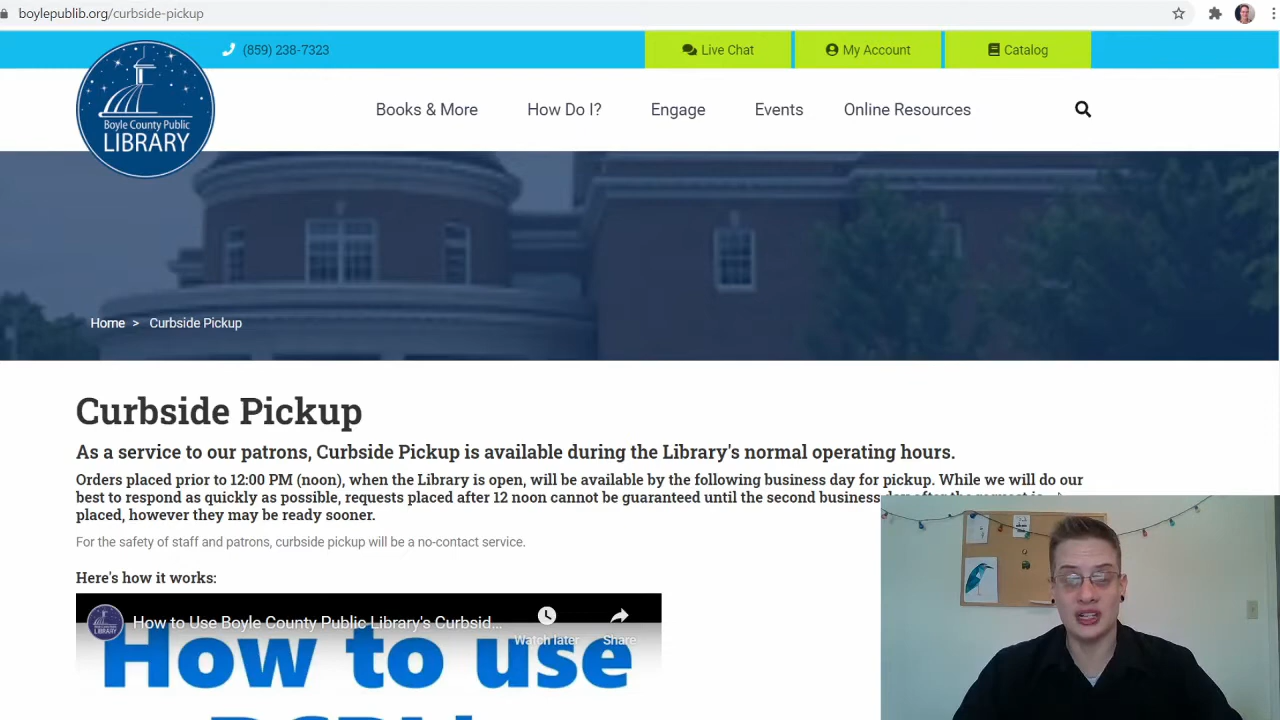 boylepublib.org/curbside-pickup
(859) 238-7323
Live Chat
My Account
Catalog
Boyle County Public
LIBRARY
Books & More
How Do I?
Engage
Events
Online Resources
Home > Curbside Pickup
Curbside Pickup
As a service to our patrons, Curbside Pickup is available during the Library's normal operating hours.
Orders placed prior to 12:00 PM (noon), when the Library is open, will be available by the following business day for pickup. While we will do our
best to respond as quickly as possible, requests placed after 12 noon cannot be guaranteed until the second business day after the request is
placed, however they may be ready sooner.
For the safety of staff and patrons, curbside pickup will be a no-contact service.
Here's how it works:
LIBRARY
How to Use Boyle County Public Library's Curbsid...
Watch later
Share
How to use